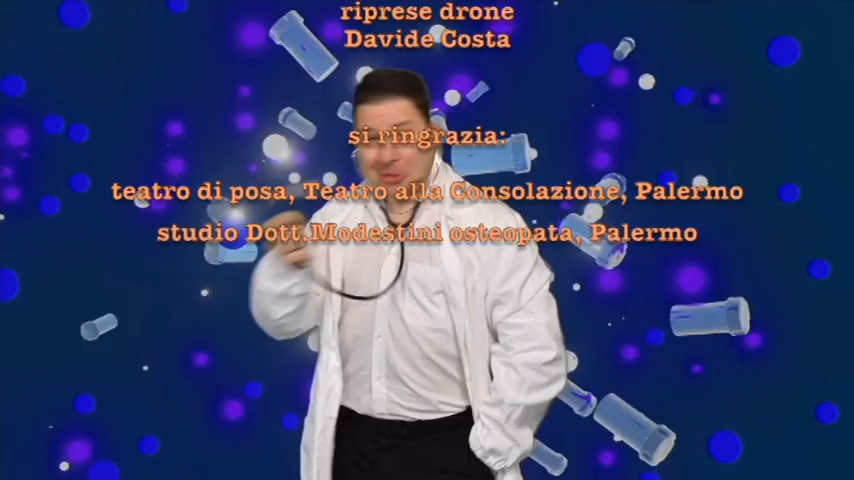 riprese drone
Davide Costa
si ringrazia:
teatro di posa, Teatro alla Consolazione, Palermo
studio Dott.Modestini osteopata, Palermo